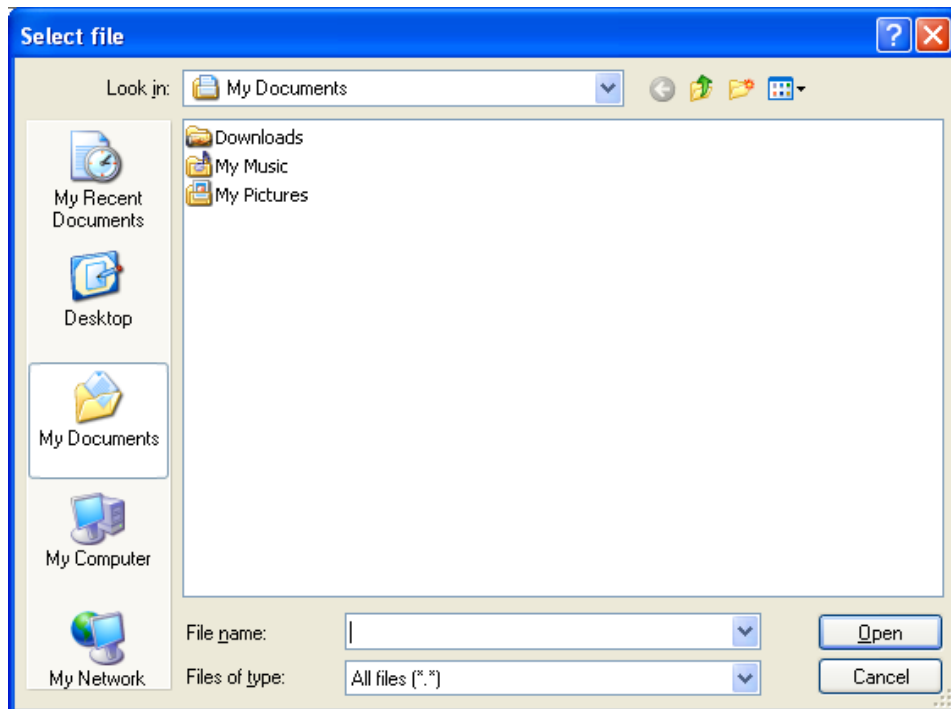 Select file
Look in:
My Documents
My Recent
Documents
Desktop
My Documents
My Computer
My Network
Downloads
My Music
My Pictures
File name:
Open
Files of type:
All files (*.*)
Cancel